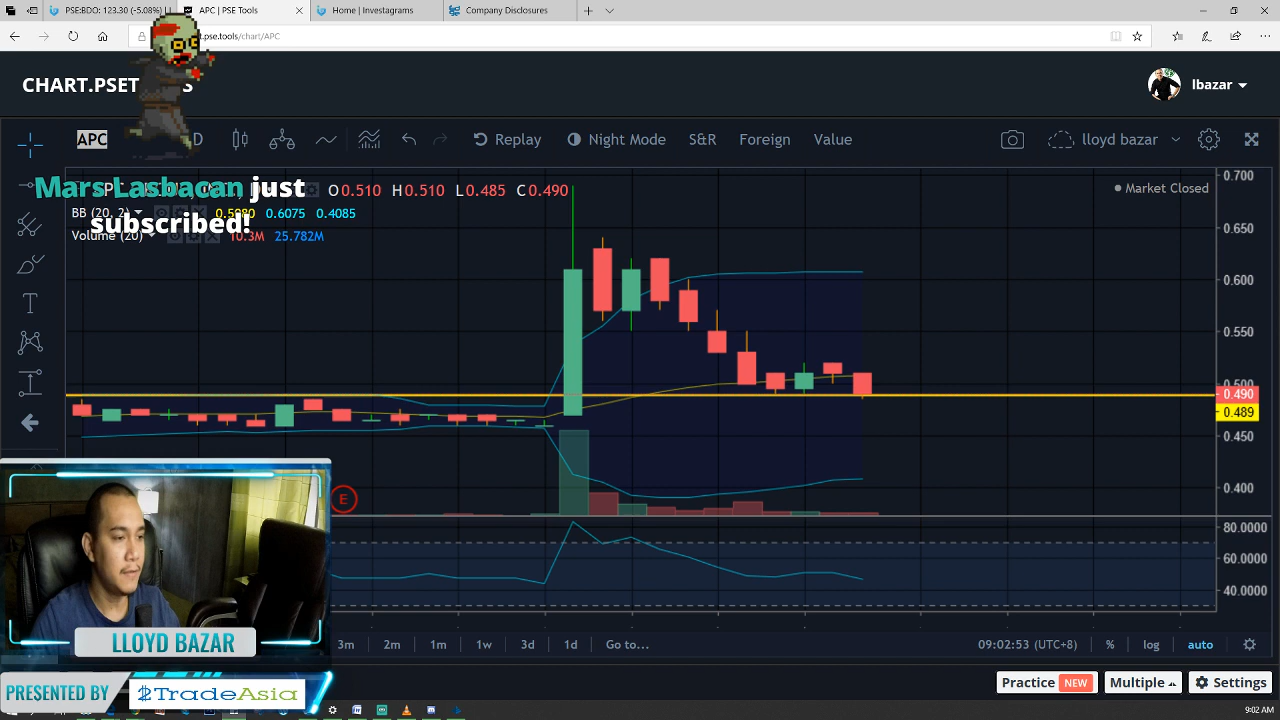 PSE:BDO: 123.30 (-5.08%)
APC | PSE Tools
Home | Investagrams
Company Disclosures
.pse.tools/chart/APC
CHART.PSET
S
lbazar
APC
D
Replay
Night Mode
S&R
Foreign
Value
lloyd bazar
Mars Lasbacan just
subscribed!
O0.510 H0.510 L0.485 C0.490
Market Closed
BB (20, 2)
0.6075 0.4085
Volume (20)
10.3M 25.782M
0.700
0.650
0.600
0.550
0.500
0.490
0.489
0.450
0.400
E
80.0000
60.0000
40.0000
LLOYD BAZAR
3m 2m 1m 1w 3d 1d Go to...
09:02:53 (UTC+8)
% log auto
PRESENTED BY
TradeAsia
Practice NEW
Multiple
Settings
9:02 AM